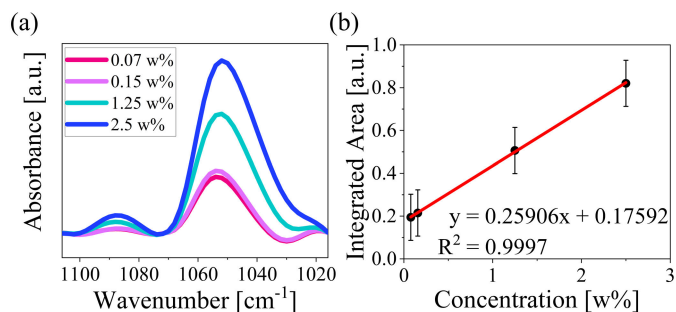 (a)
Absorbance [a.u.]
0.07 w%
0.15 w%
1.25 w%
2.5 w%
1100 1080 1060 1040 1020
Wavenumber [cm⁻¹]
(b)
Integrated Area [a.u.]
1.0
0.8
0.6
0.4
0.2
0.0
y = 0.25906x + 0.17592
R² = 0.9997
0 1 2 3
Concentration [w%]